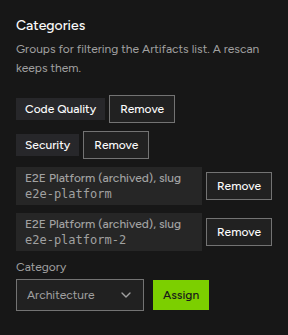 Categories
Groups for filtering the Artifacts list. A rescan
keeps them.
Code Quality Remove
Security Remove
E2E Platform (archived), slug
e2e-platform
Remove
E2E Platform (archived), slug
e2e-platform-2
Remove
Category
Architecture Assign